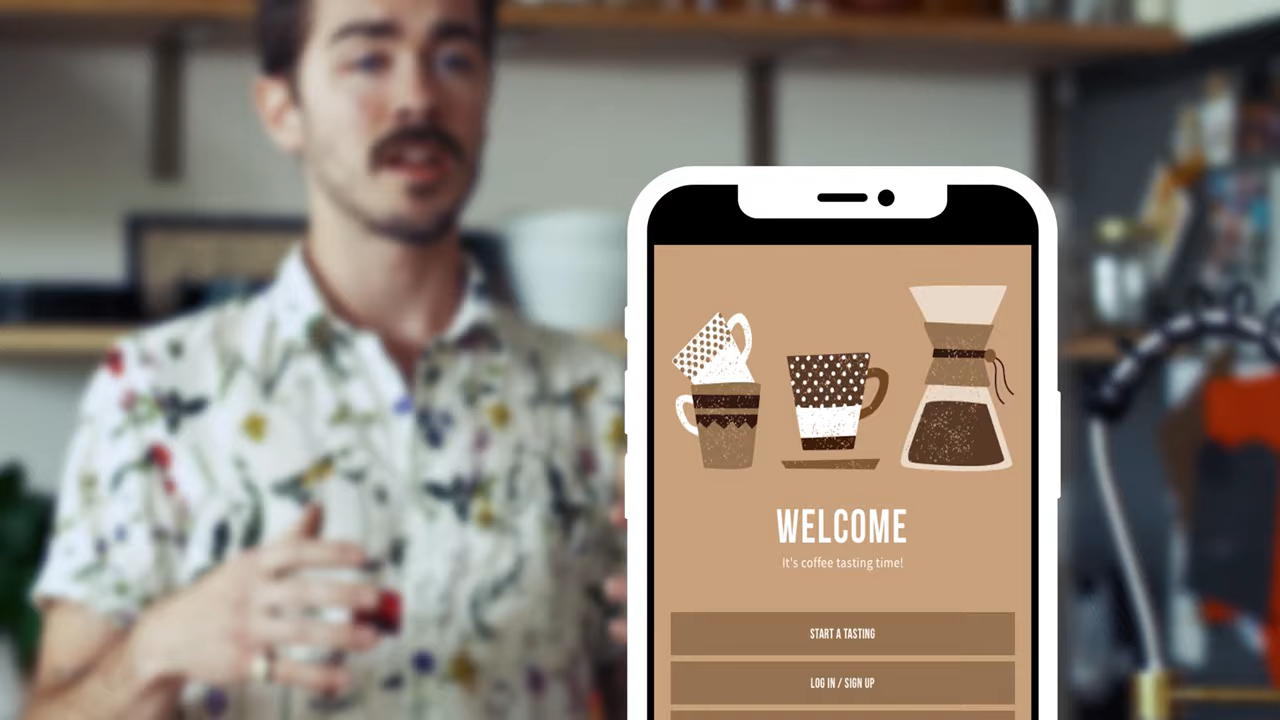 WELCOME
It's coffee tasting time!
START A TASTING
LOG IN / SIGN UP